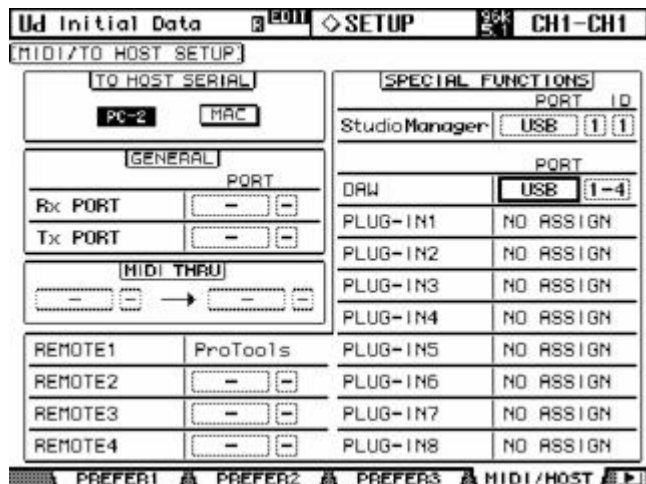 Ud Initial Data EDIT ◇SETUP 96k 5.1 CH1-CH1
MIDI/TO HOST SETUP
TO HOST SERIAL
PC-2 MAC
GENERAL
PORT
Rx PORT - -
Tx PORT - -
MIDI THRU
- - → - -
REMOTE1 ProTools
REMOTE2 - -
REMOTE3 - -
REMOTE4 - -
SPECIAL FUNCTIONS
PORT ID
StudioManager USB 1 1
PORT
DAW USB 1-4
PLUG-IN1 NO ASSIGN
PLUG-IN2 NO ASSIGN
PLUG-IN3 NO ASSIGN
PLUG-IN4 NO ASSIGN
PLUG-IN5 NO ASSIGN
PLUG-IN6 NO ASSIGN
PLUG-IN7 NO ASSIGN
PLUG-IN8 NO ASSIGN
PREFER1 PREFER2 PREFER3 MIDI/HOST